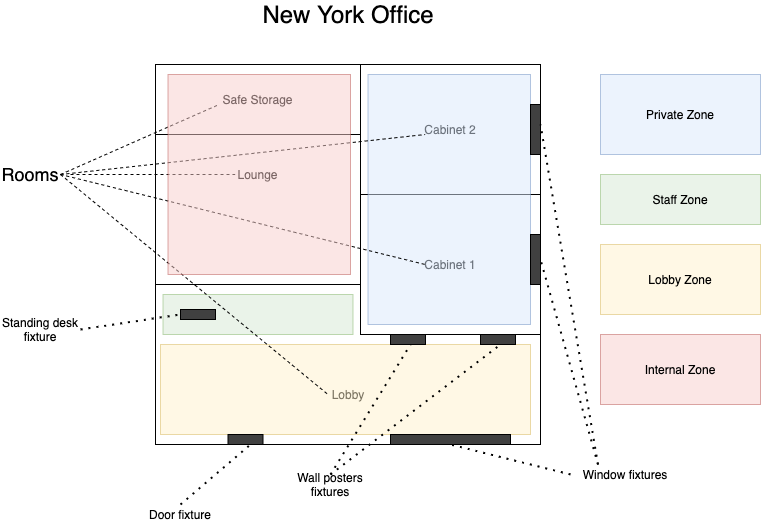 New York Office
Safe Storage
Cabinet 2
Private Zone
Rooms
Lounge
Staff Zone
Cabinet 1
Lobby Zone
Standing desk
fixture
Internal Zone
Lobby
Wall posters
fixtures
Window fixtures
Door fixture